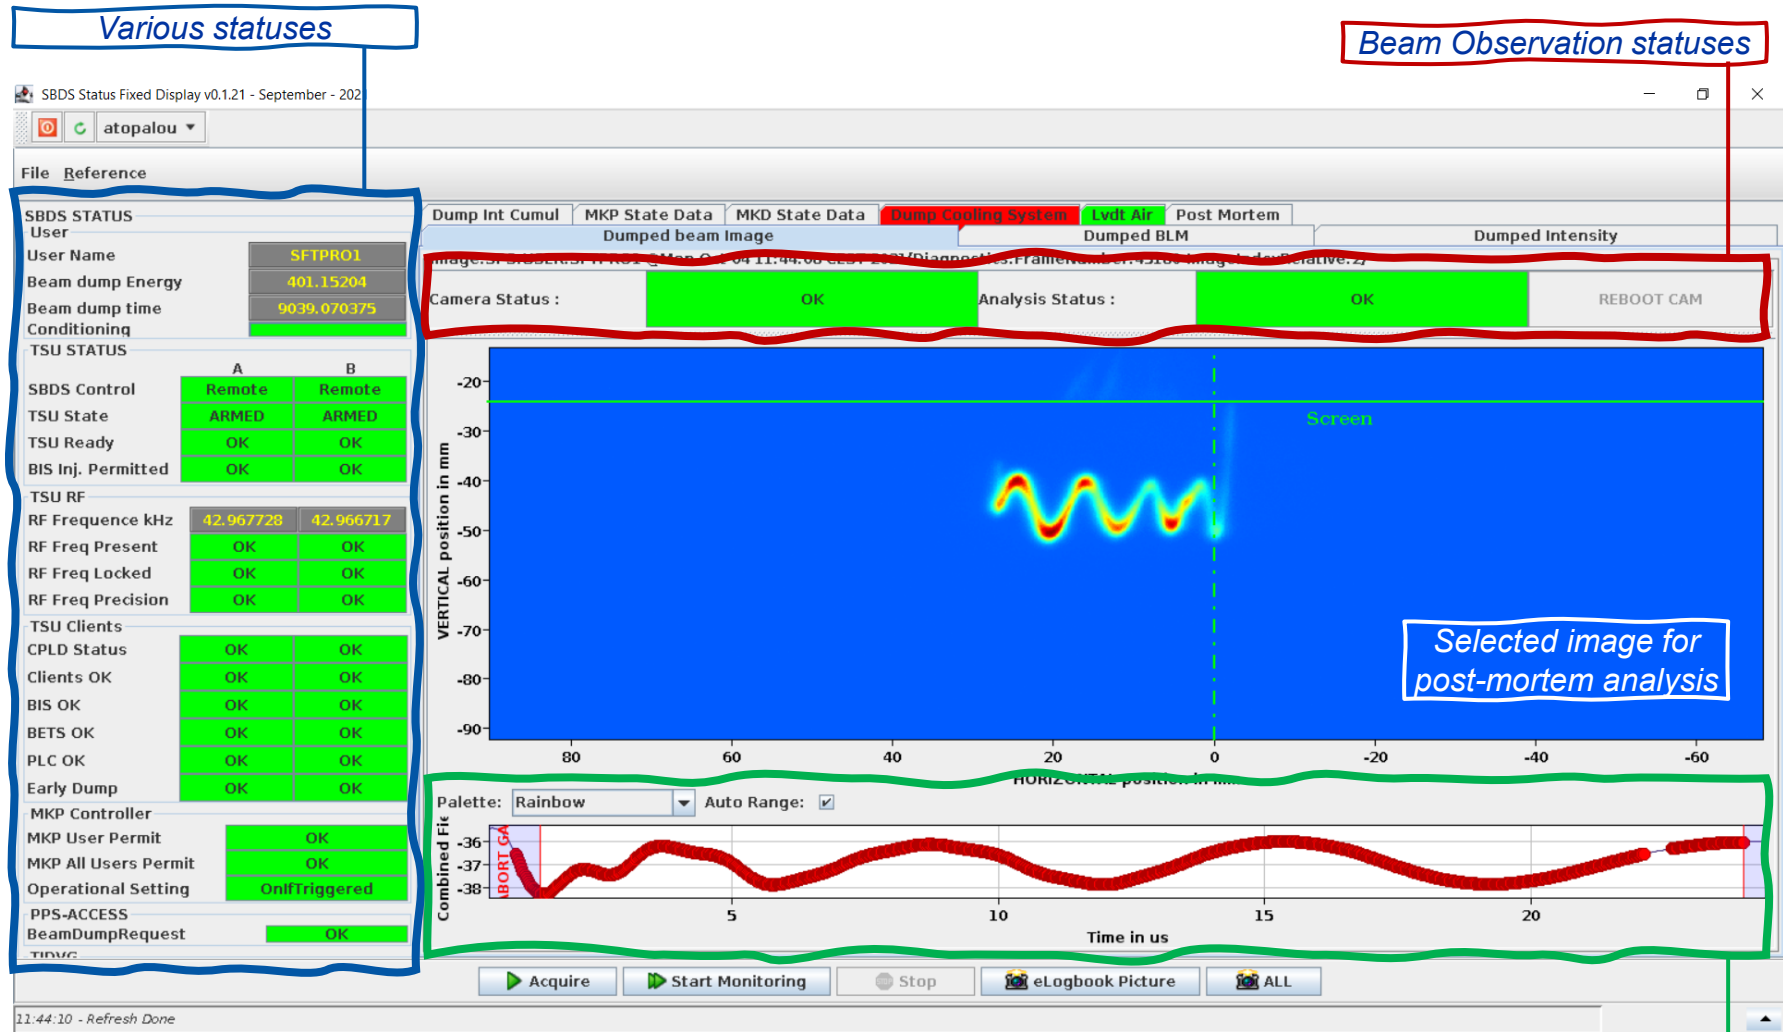 Various statuses
Beam Observation statuses
SBDS Status Fixed Display v0.1.21 - September - 202
atopalou
File Reference
SBDS STATUS
User
User Name SFTPRO1
Beam dump Energy 401.15204
Beam dump time 9039.070375
Conditioning
TSU STATUS
A B
SBDS Control Remote Remote
TSU State ARMED ARMED
TSU Ready OK OK
BIS Inj. Permitted OK OK
TSU RF
RF Frequence kHz 42.967728 42.966717
RF Freq Present OK OK
RF Freq Locked OK OK
RF Freq Precision OK OK
TSU Clients
CPLD Status OK OK
Clients OK OK OK
BIS OK OK OK
BETS OK OK OK
PLC OK OK OK
Early Dump OK OK
MKP Controller
MKP User Permit OK
MKP All Users Permit OK
Operational Setting OnIfTriggered
PPS-ACCESS
BeamDumpRequest OK
TIDVG
Dump Int Cumul MKP State Data MKD State Data Dump Cooling System Lvdt Air Post Mortem
Dumped beam Image Dumped BLM Dumped Intensity
Camera Status : OK Analysis Status : OK REBOOT CAM
-20
-30
-40
-50
-60
-70
-80
-90
VERTICAL position in mm
Screen
Selected image for
post-mortem analysis
80 60 40 20 0 -20 -40 -60
HORIZONTAL position in
Palette: Rainbow Auto Range:
Combined
-36
-37
-38
5 10 15 20
Time in us
Acquire Start Monitoring Stop eLogbook Picture ALL
11:44:10 - Refresh Done